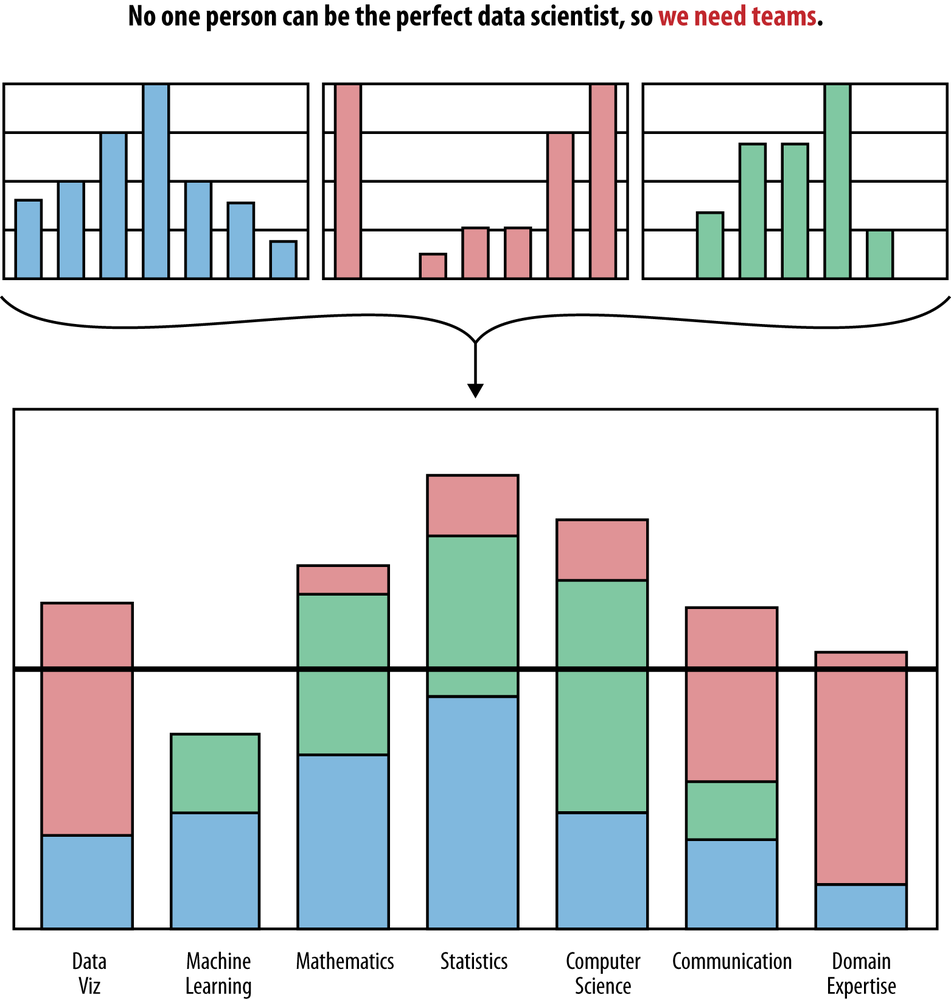 No one person can be the perfect data scientist, so we need teams.
Data
Viz
Machine
Learning
Mathematics
Statistics
Computer
Science
Communication
Domain
Expertise